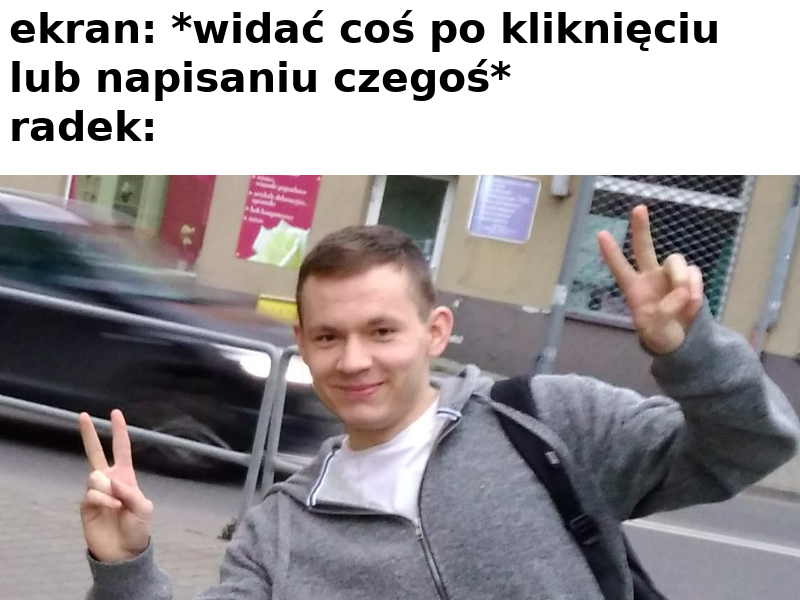 ekran: *widać coś po kliknięciu
lub napisaniu czegoś*
radek: